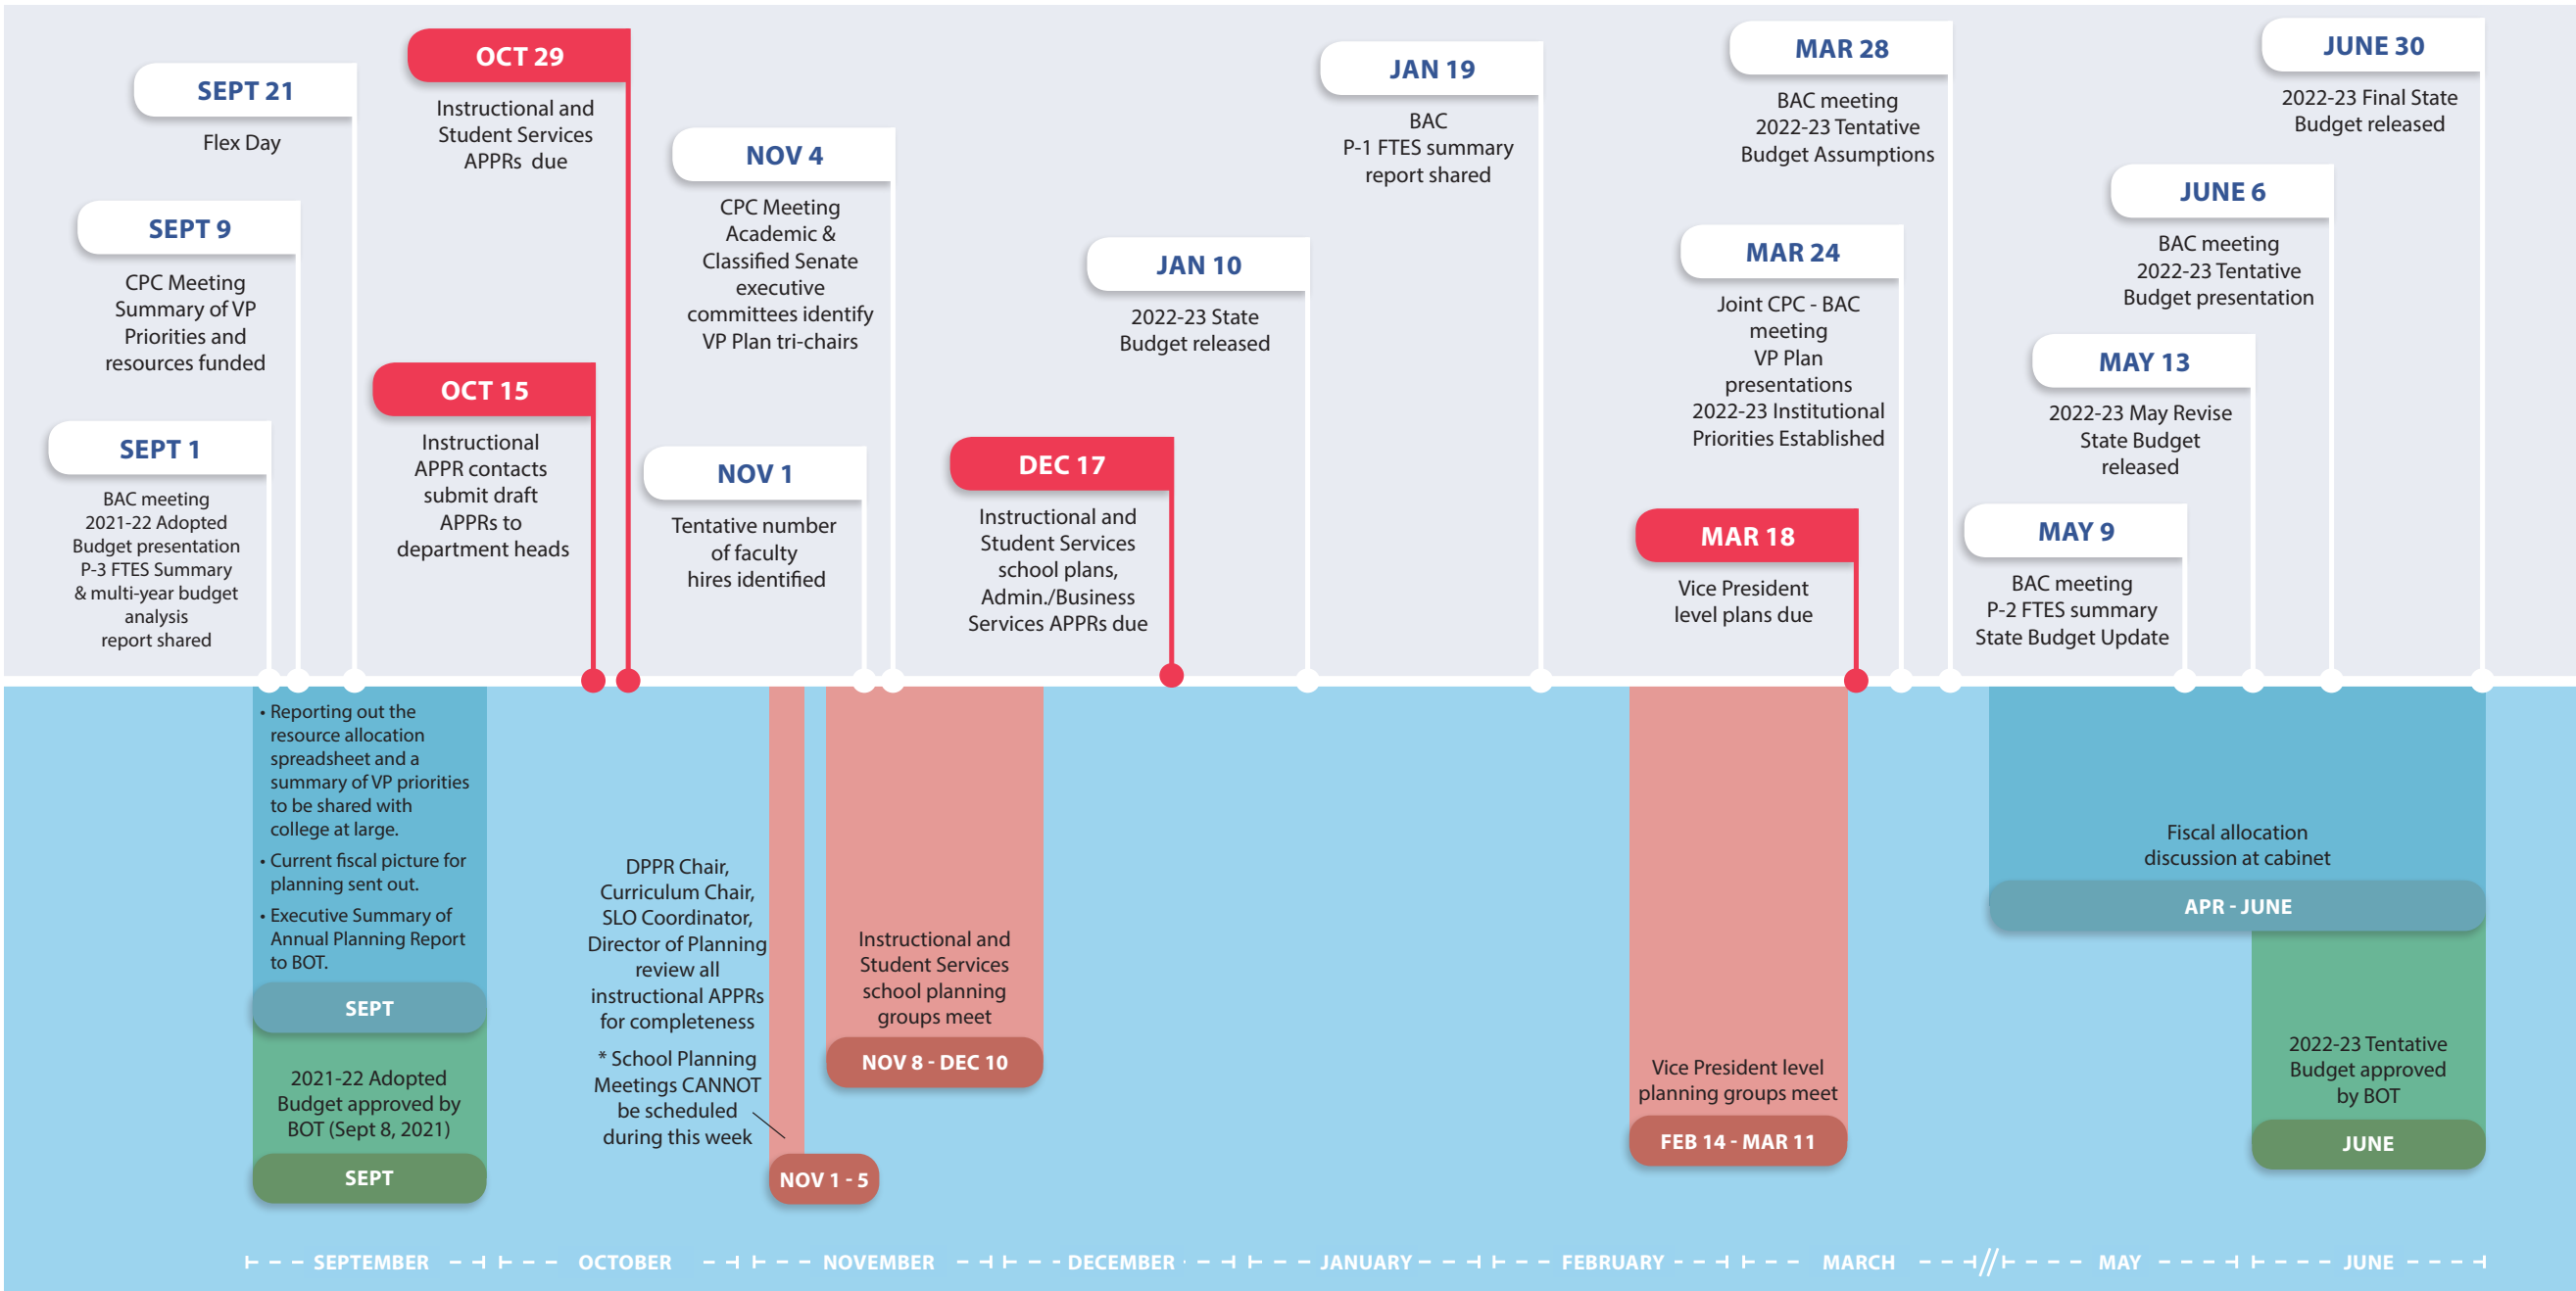 SEPT 21
Flex Day
SEPT 9
CPC Meeting
Summary of VP
Priorities and
resources funded
SEPT 1
BAC meeting
2021-22 Adopted
Budget presentation
P-3 FTES Summary
& multi-year budget
analysis
report shared
OCT 29
Instructional and
Student Services
APPRs due
OCT 15
Instructional
APPR contacts
submit draft
APPRs to
department heads
NOV 4
CPC Meeting
Academic &
Classified Senate
executive
committees identify
VP Plan tri-chairs
NOV 1
Tentative number
of faculty
hires identified
DEC 17
Instructional and
Student Services
school plans,
Admin./Business
Services APPRs due
JAN 10
2022-23 State
Budget released
JAN 19
BAC
P-1 FTES summary
report shared
MAR 28
BAC meeting
2022-23 Tentative
Budget Assumptions
MAR 24
Joint CPC - BAC
meeting
VP Plan
presentations
2022-23 Institutional
Priorities Established
MAR 18
Vice President
level plans due
JUNE 30
2022-23 Final State
Budget released
JUNE 6
BAC meeting
2022-23 Tentative
Budget presentation
MAY 13
2022-23 May Revise
State Budget
released
MAY 9
BAC meeting
P-2 FTES summary
State Budget Update
• Reporting out the
resource allocation
spreadsheet and a
summary of VP priorities
to be shared with
college at large.
• Current fiscal picture for
planning sent out.
• Executive Summary of
Annual Planning Report
to BOT.
SEPT
2021-22 Adopted
Budget approved by
BOT (Sept 8, 2021)
SEPT
DPPR Chair,
Curriculum Chair,
SLO Coordinator,
Director of Planning
review all
instructional APPRs
for completeness
* School Planning
Meetings CANNOT
be scheduled
during this week
NOV 1 - 5
Instructional and
Student Services
school planning
groups meet
NOV 8 - DEC 10
Vice President level
planning groups meet
FEB 14 - MAR 11
Fiscal allocation
discussion at cabinet
APR - JUNE
2022-23 Tentative
Budget approved
by BOT
JUNE
SEPTEMBER
OCTOBER
NOVEMBER
DECEMBER
JANUARY
FEBRUARY
MARCH
//
MAY
JUNE